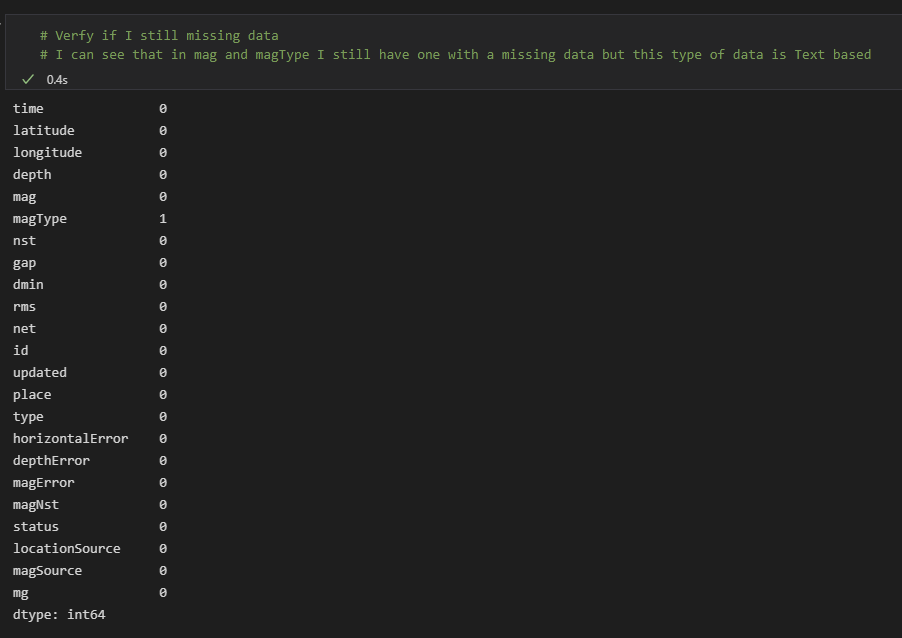 # Verfy if I still missing data
# I can see that in mag and magType I still have one with a missing data but this type of data is Text based
✓ 0.4s
time 0
latitude 0
longitude 0
depth 0
mag 0
magType 1
nst 0
gap 0
dmin 0
rms 0
net 0
id 0
updated 0
place 0
type 0
horizontalError 0
depthError 0
magError 0
magNst 0
status 0
locationSource 0
magSource 0
mg 0
dtype: int64